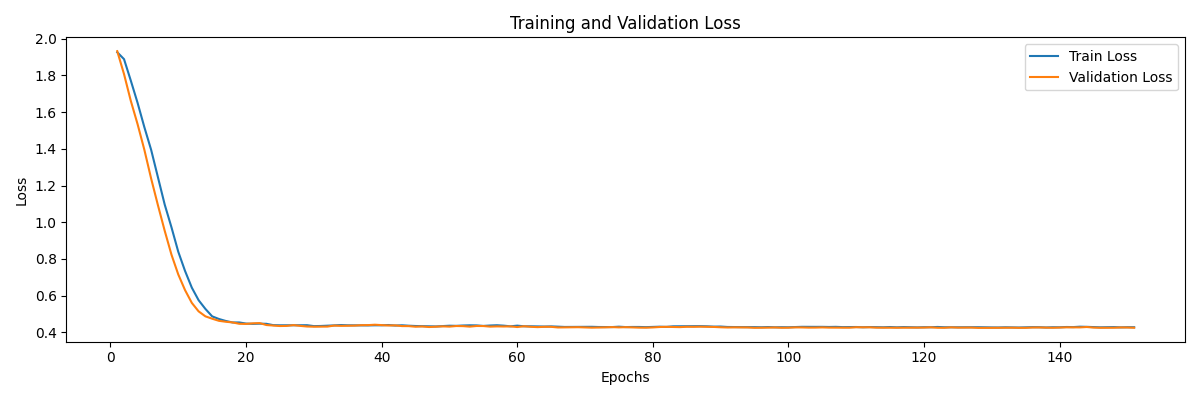 Training and Validation Loss
Train Loss
Validation Loss
2.0
1.8
1.6
1.4
1.2
1.0
0.8
0.6
0.4
Loss
0 20 40 60 80 100 120 140
Epochs